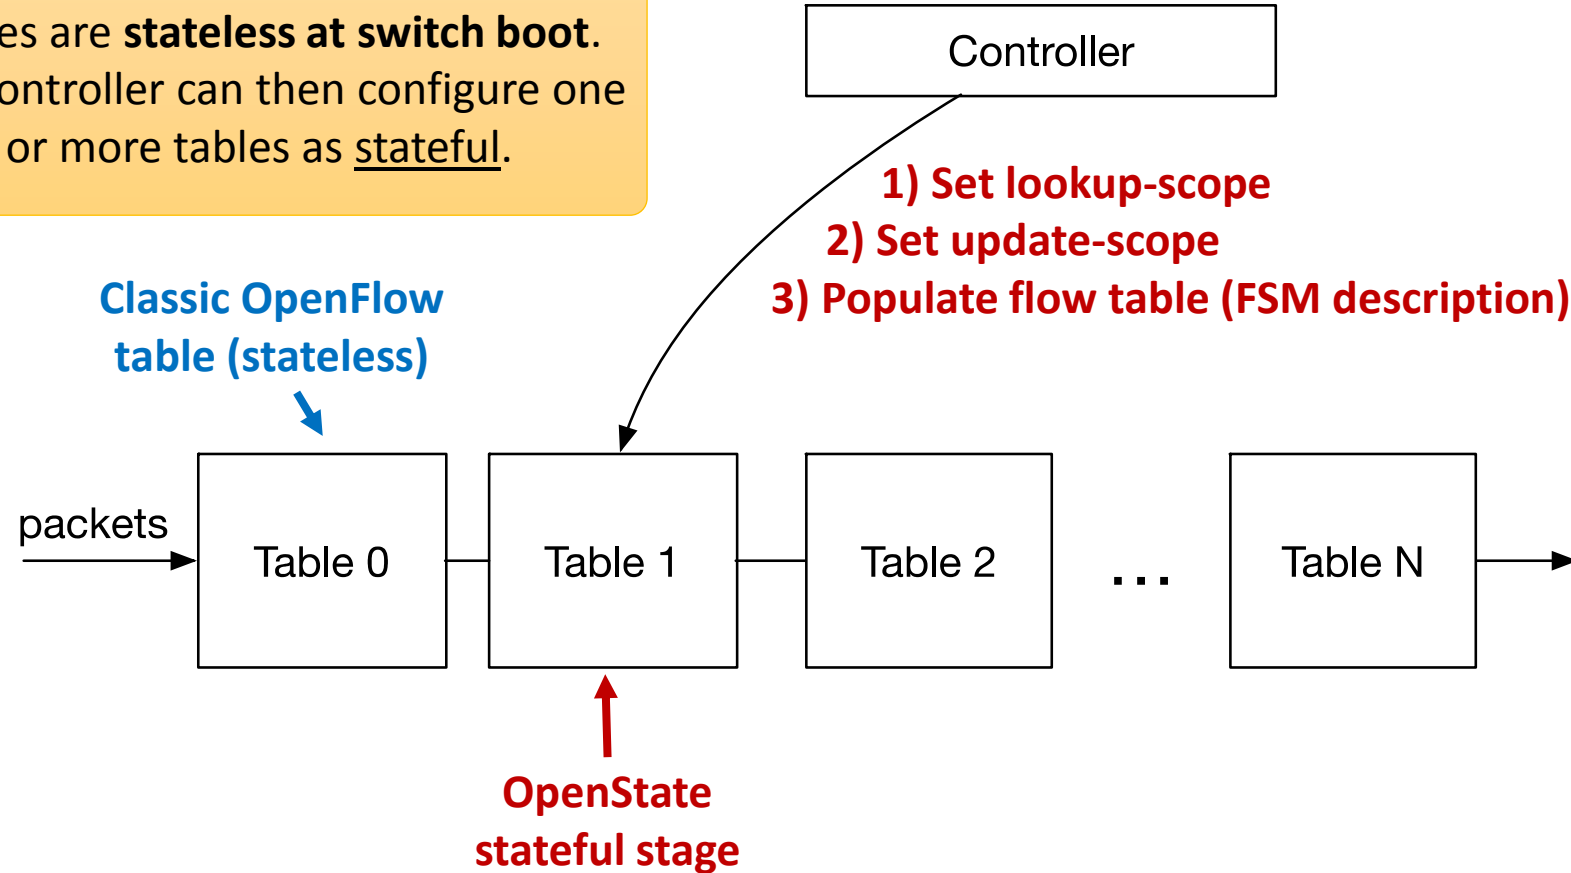 es are stateless at switch boot.
ontroller can then configure one
or more tables as stateful.
Controller
1) Set lookup-scope
2) Set update-scope
3) Populate flow table (FSM description)
Classic OpenFlow
table (stateless)
packets
Table 0
Table 1
Table 2
...
Table N
OpenState
stateful stage